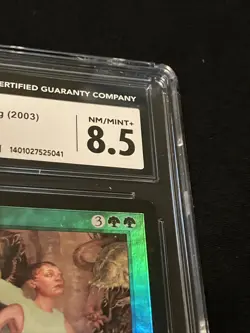 ERTIFIED GUARANTY COMPANY
g (2003)
NM/MINT+
8.5
1401027525041
3